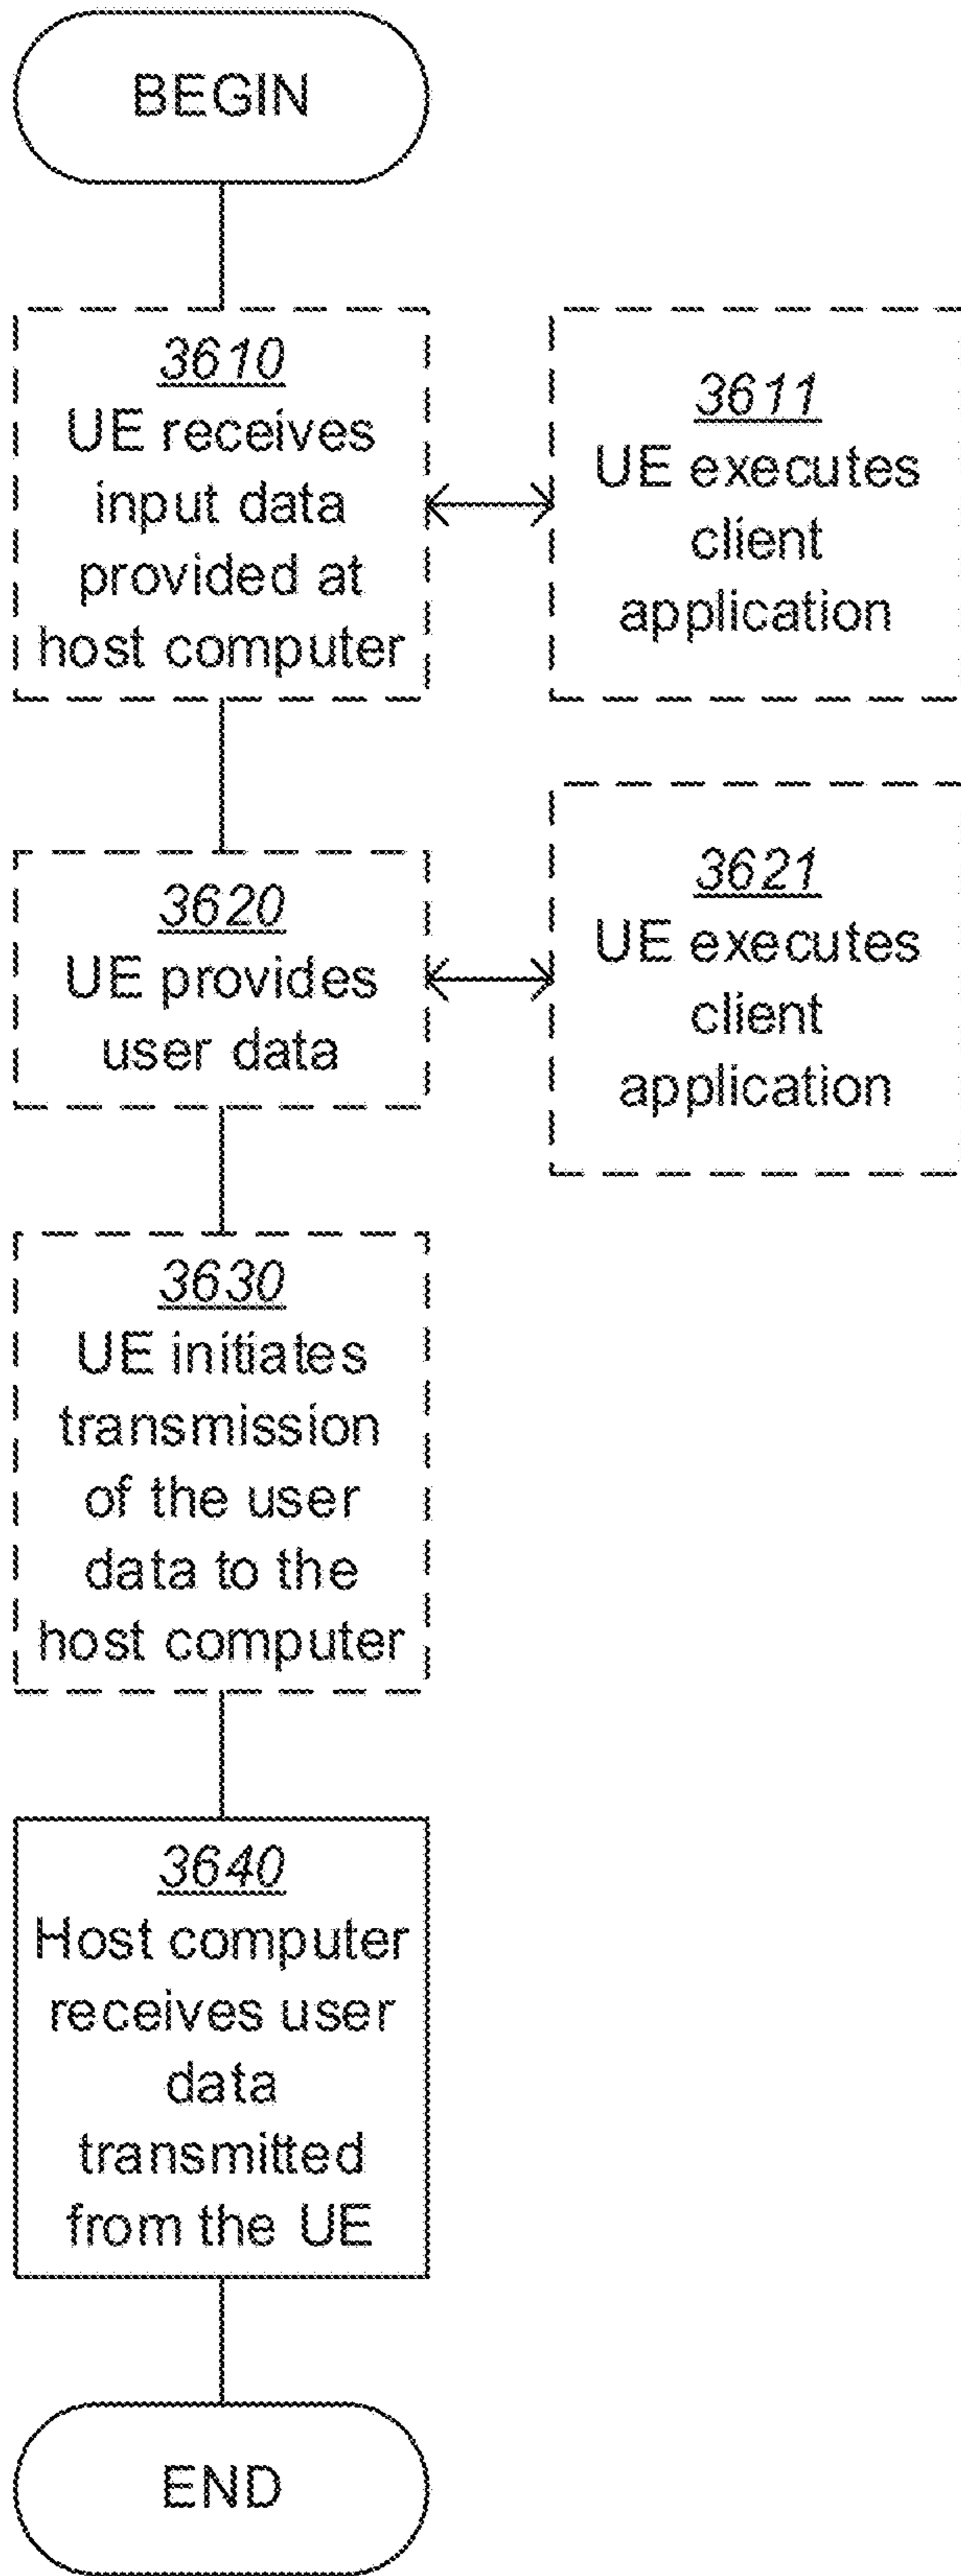 BEGIN
3610
UE receives
input data
provided at
host computer
3611
UE executes
client
application
3620
UE provides
user data
3621
UE executes
client
application
3630
UE initiates
transmission
of the user
data to the
host computer
3640
Host computer
receives user
data
transmitted
from the UE
END